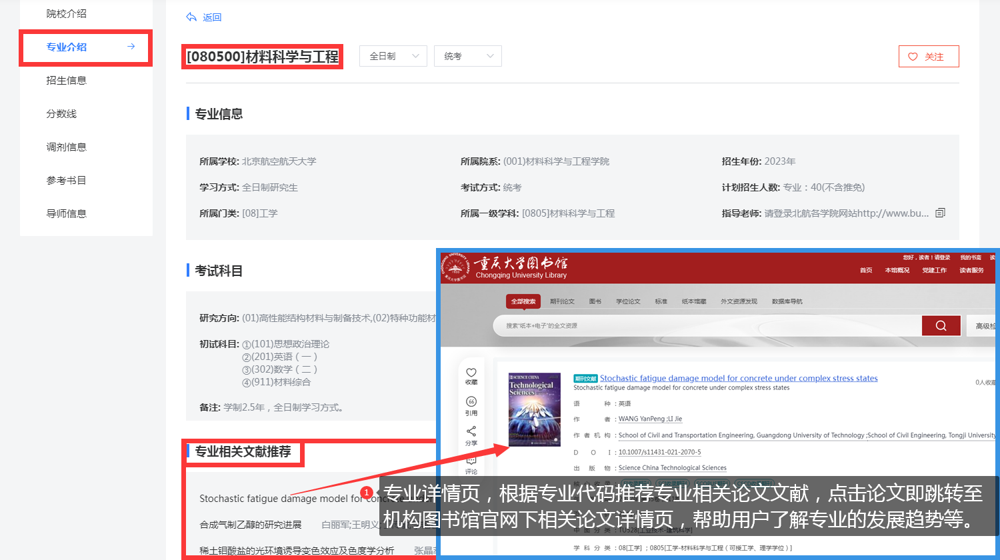 院校介绍
专业介绍
招生信息
分数线
调剂信息
参考书目
导师信息
返回
[080500]材料科学与工程
全日制
统考
关注
专业信息
所属学校: 北京航空航天大学
所属院系: (001)材料科学与工程学院
招生年份: 2023年
学习方式: 全日制研究生
考试方式: 统考
计划招生人数: 专业：40(不含推免)
所属门类: [08]工学
所属一级学科: [0805]材料科学与工程
指导老师: 请登录北航各学院网站http://www.bu...
考试科目
研究方向: (01)高性能结构材料与制备技术,(02)特种功能材
初试科目: ①(101)思想政治理论
②(201)英语（一）
③(302)数学（二）
④(911)材料综合
备注: 学制2.5年，全日制学习方式。
专业相关文献推荐
Stochastic fatigue damage model for concrete under
合成气制乙醇的研究进展 白丽军;王明义;
稀土钼酸盐的光环境诱导变色效应及色度学分析 张晶
重庆大学图书馆
Chongqing University Library
您好，读者！请登录 我的书斋 读
首页 本馆概况 党建工作 读者服务
全部搜索 期刊论文 图书 学位论文 标准 纸本馆藏 外文资源发现 数据库导航
搜索“纸本+电子”的全文资源
高级检
收藏
引用
分享
评论
SCIENCE CHINA
Technological
Sciences
期刊文献 Stochastic fatigue damage model for concrete under complex stress states
0人收藏
Stochastic fatigue damage model for concrete under complex stress states
语 种：英语
作 者：WANG YanPeng ;LI Jie
作者机构：School of Civil and Transportation Engineering, Guangdong University of Technology ;School of Civil Engineering, Tongji University
D O I：10.1007/s11431-021-2070-5
出 版 物：Science China Technological Sciences
核心收录：
1
专业详情页，根据专业代码推荐专业相关论文文献，点击论文即跳转至
机构图书馆官网下相关论文详情页，帮助用户了解专业的发展趋势等。
中图分类：TU528[工业技术-建筑科学]
学科分类：08[工学]；0805[工学-材料科学与工程（可授工学、理学学位）]